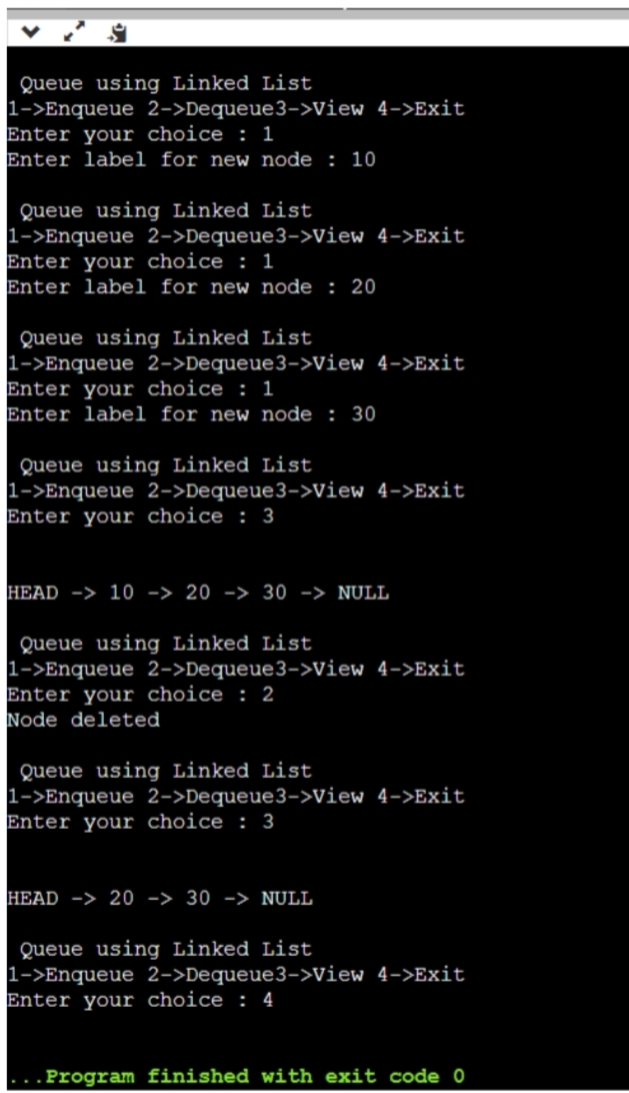 Queue using Linked List
1->Enqueue 2->Dequeue3->View 4->Exit
Enter your choice : 1
Enter label for new node : 10
Queue using Linked List
1->Enqueue 2->Dequeue3->View 4->Exit
Enter your choice : 1
Enter label for new node : 20
Queue using Linked List
1->Enqueue 2->Dequeue3->View 4->Exit
Enter your choice : 1
Enter label for new node : 30
Queue using Linked List
1->Enqueue 2->Dequeue3->View 4->Exit
Enter your choice : 3
HEAD -> 10 -> 20 -> 30 -> NULL
Queue using Linked List
1->Enqueue 2->Dequeue3->View 4->Exit
Enter your choice : 2
Node deleted
Queue using Linked List
1->Enqueue 2->Dequeue3->View 4->Exit
Enter your choice : 3
HEAD -> 20 -> 30 -> NULL
Queue using Linked List
1->Enqueue 2->Dequeue3->View 4->Exit
Enter your choice : 4
...Program finished with exit code 0